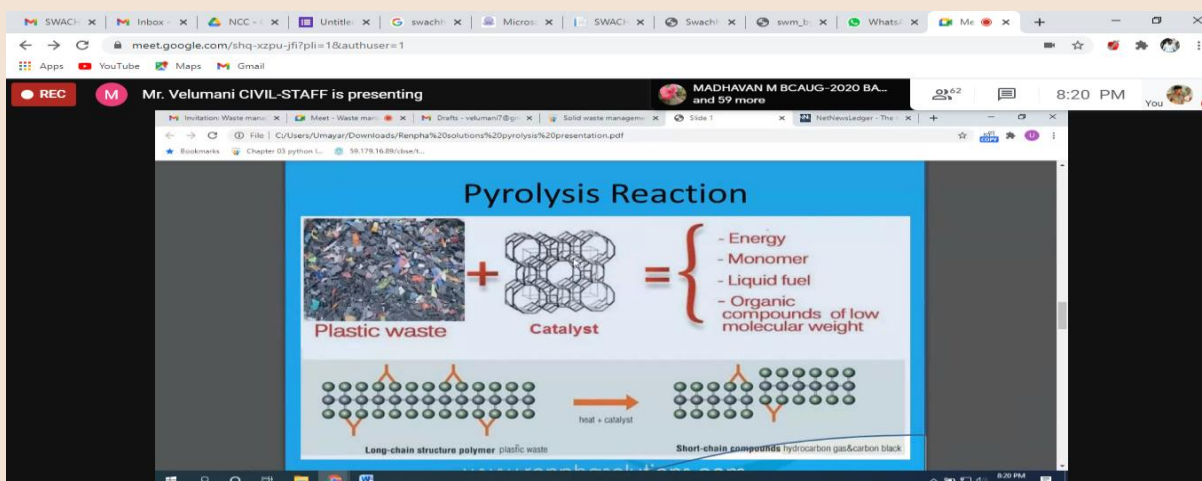 SWACH
Inbox -
NCC -
Untitle
swachh
Micros
SWACH
Swachh
swm_b
WhatsA
Me
meet.google.com/shq-xzpu-jfi?pli=1&authuser=1
Apps YouTube Maps Gmail
REC M Mr. Velumani CIVIL-STAFF is presenting
MADHAVAN M BCAUG-2020 BA...
and 59 more
62
8:20 PM
You
Invitation: Waste mana
Meet - Waste man
Drafts - velumani7@gm
Solid waste manageme
Slide 1
NetNewsLedger - The
File | C:/Users/Umayar/Downloads/Renpha%20solutions%20pyrolysis%20presentation.pdf
Bookmarks Chapter 03 python l... 59.179.16.89/cbse/t...
Pyrolysis Reaction
+ =
- Energy
- Monomer
- Liquid fuel
- Organic
compounds of low
molecular weight
Plastic waste
Catalyst
heat + catalyst
Long-chain structure polymer plastic waste
Short-chain compounds hydrocarbon gas&carbon black
8:20 PM